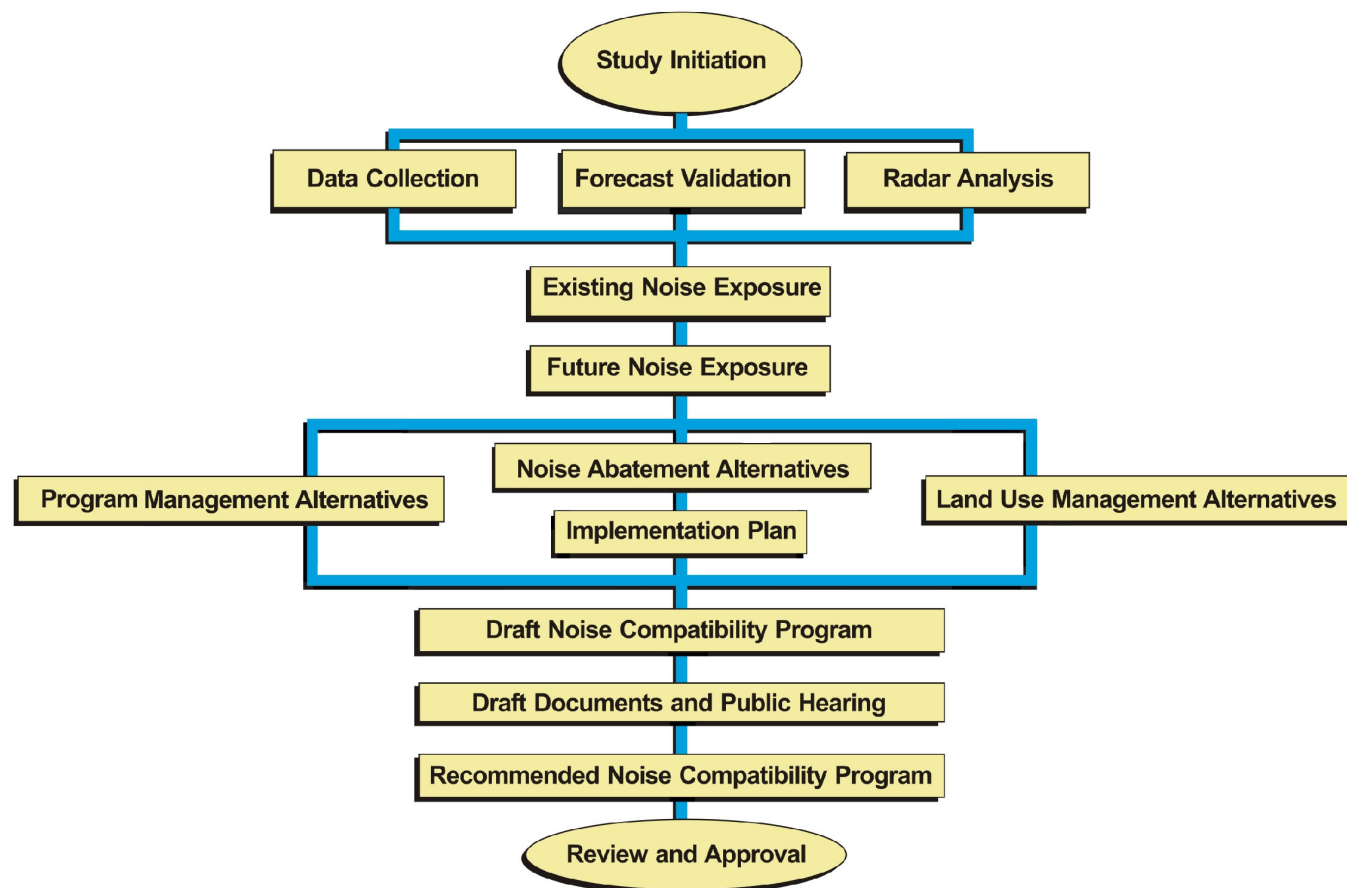 Study Initiation
Data Collection
Forecast Validation
Radar Analysis
Existing Noise Exposure
Future Noise Exposure
Noise Abatement Alternatives
Program Management Alternatives
Land Use Management Alternatives
Implementation Plan
Draft Noise Compatibility Program
Draft Documents and Public Hearing
Recommended Noise Compatibility Program
Review and Approval